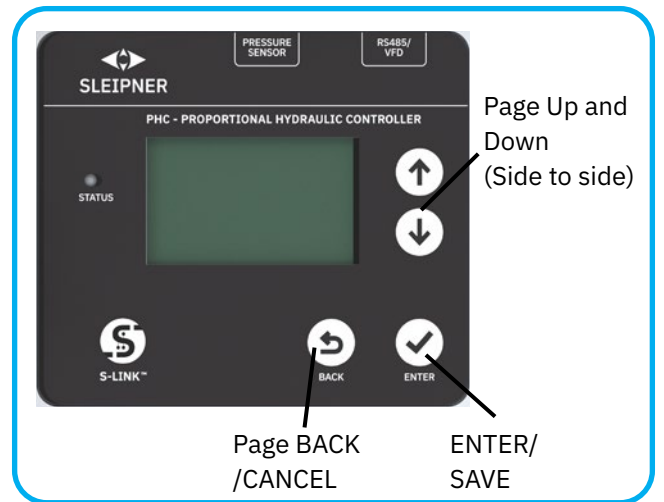 PRESSURE
SENSOR
RS485/
VFD
SLEIPNER
PHC - PROPORTIONAL HYDRAULIC CONTROLLER
STATUS
S-LINK™
BACK
ENTER
Page Up and
Down
(Side to side)
Page BACK
/CANCEL
ENTER/
SAVE